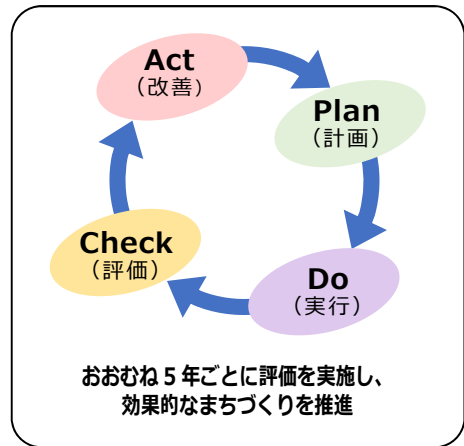 Act
(改善)
Plan
(計画)
Check
(評価)
Do
(実行)
おおむね 5 年ごとに評価を実施し、
効果的なまちづくりを推進